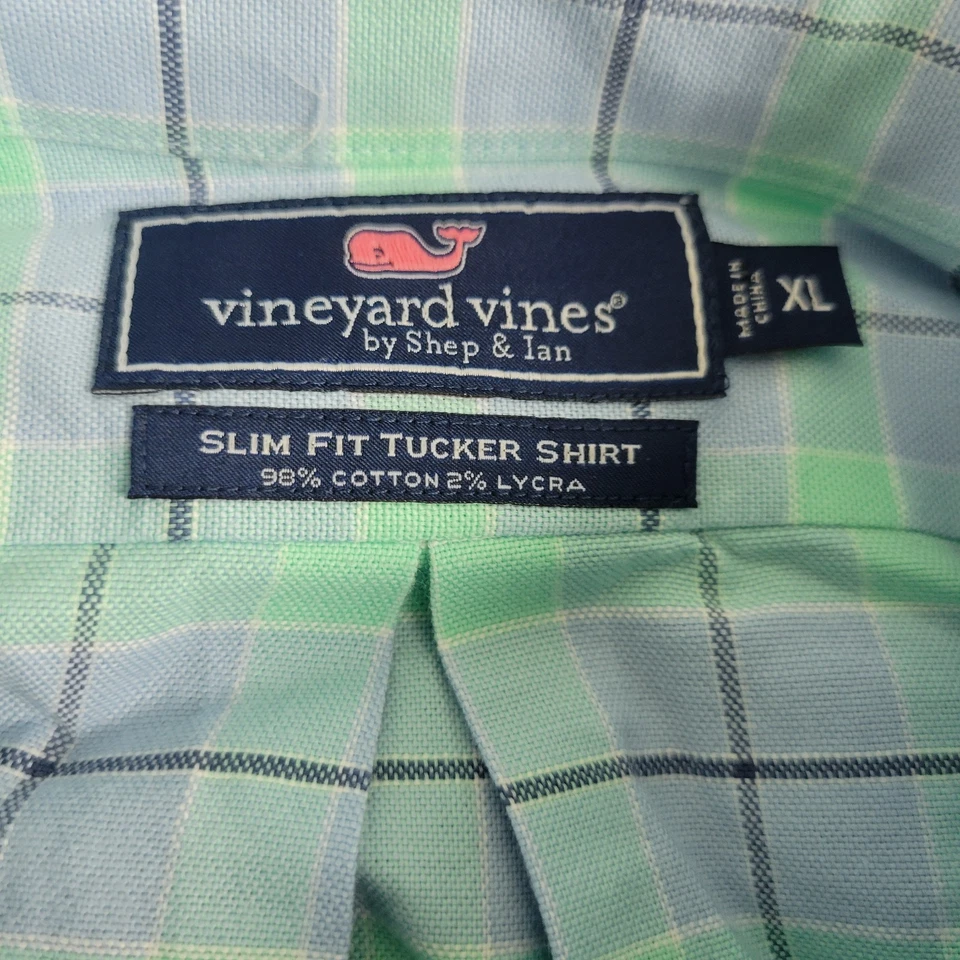 vineyard vines®
by Shep & Ian
MADE IN
CHINA
XL
SLIM FIT TUCKER SHIRT
98% COTTON 2% LYCRA